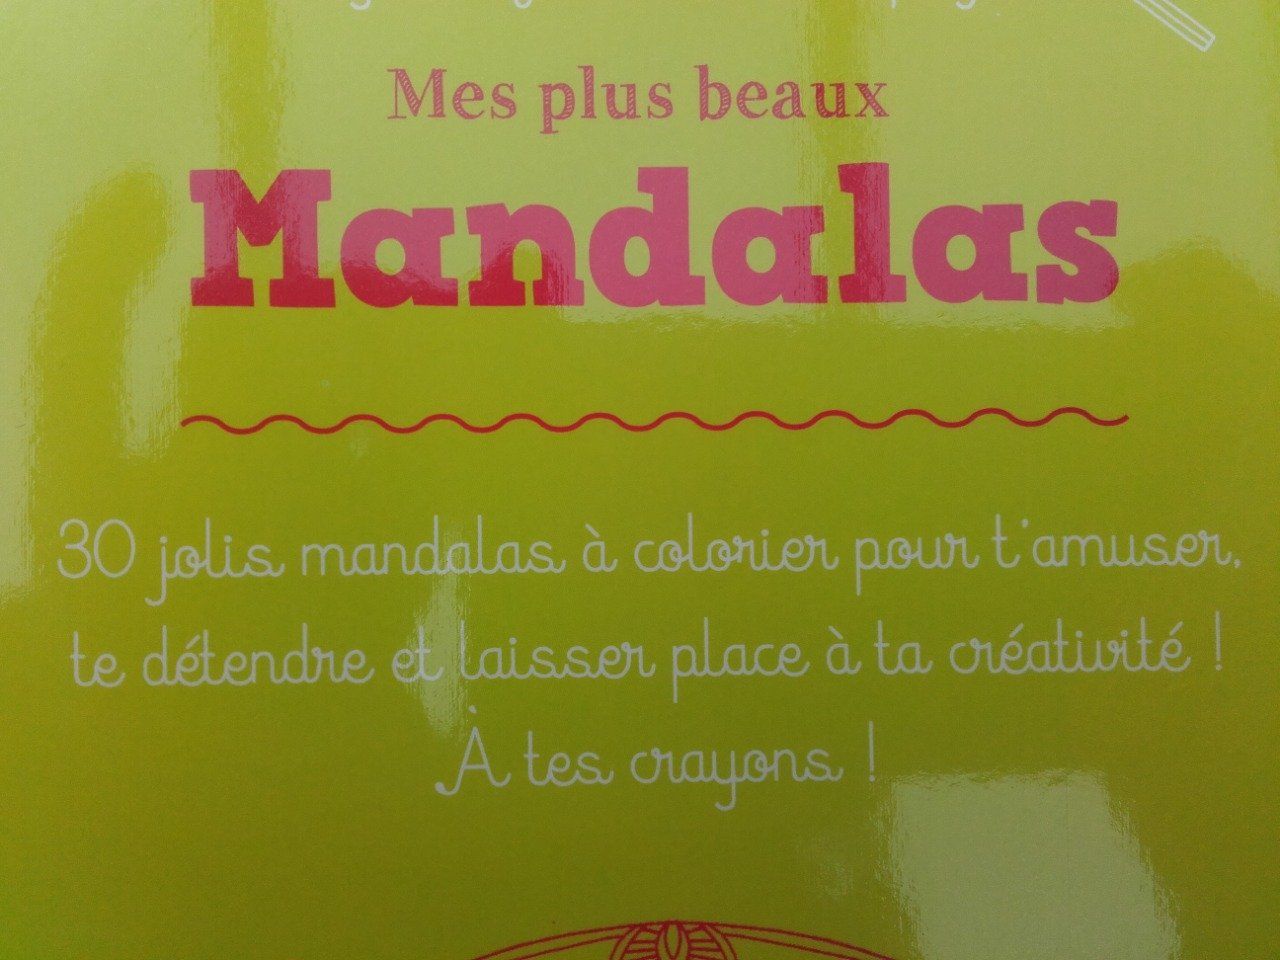 Mes plus beaux
Mandalas
30 jolis mandalas à colorier pour t'amuser,
te détendre et laisser place à ta créativité !
À tes crayons !